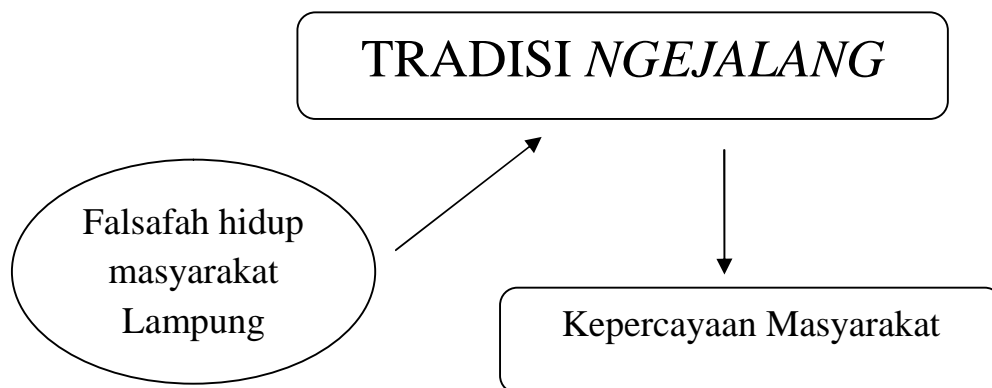 TRADISI NGEJALANG
Falsafah hidup
masyarakat
Lampung
Kepercayaan Masyarakat